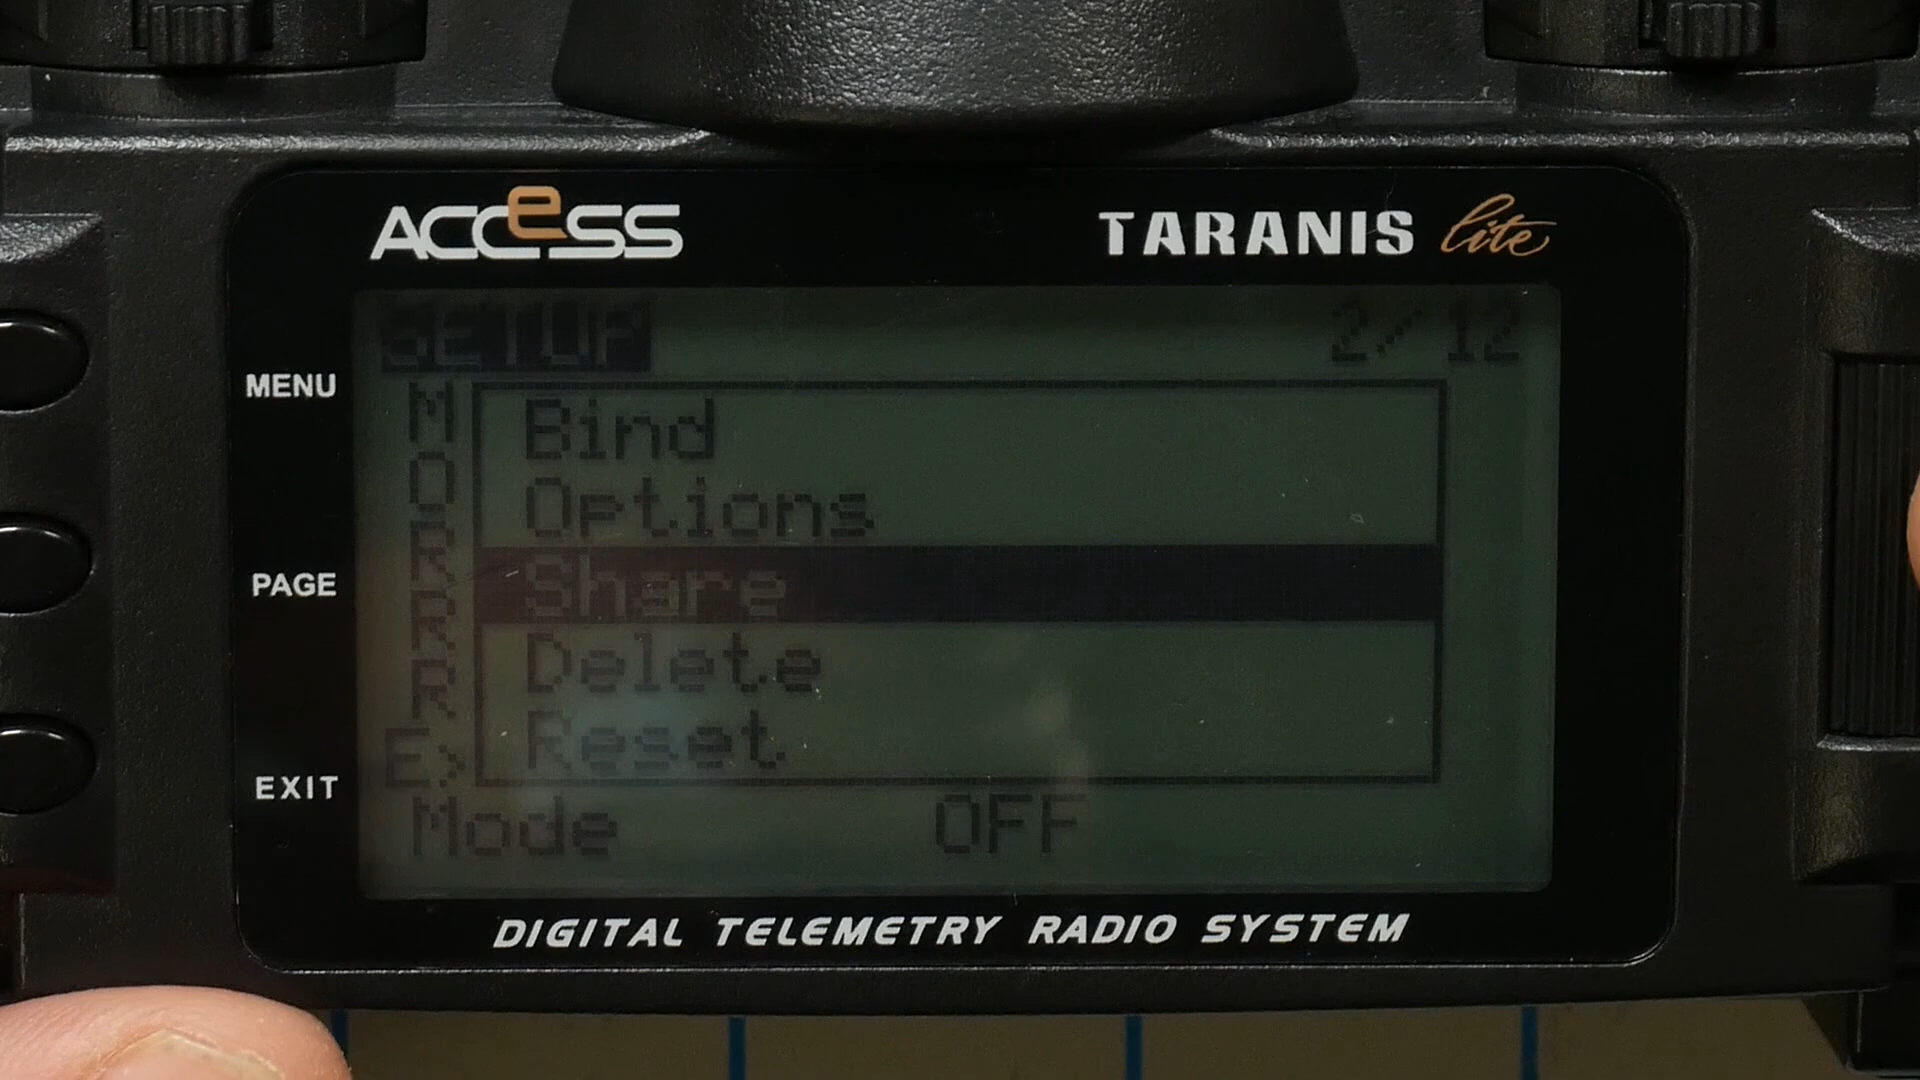 ACCeSS
TARANIS lite
SETUP 2/12
MENU
PAGE
EXIT
M
O
R
R
R
Ex
Bind
Options
Share
Delete
Reset
Mode OFF
DIGITAL TELEMETRY RADIO SYSTEM